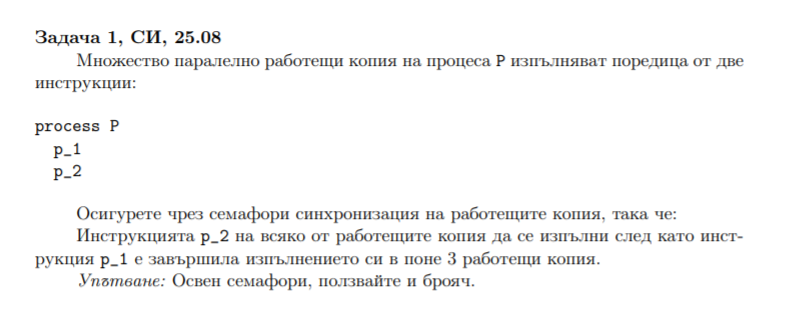 Задача 1, СИ, 25.08
Множество паралелно работещи копия на процеса P изпълняват поредица от две
инструкции:
process P
p_1
p_2
Осигурете чрез семафори синхронизация на работещите копия, така че:
Инструкцията p_2 на всяко от работещите копия да се изпълни след като инст-
рукция p_1 е завършила изпълнението си в поне 3 работещи копия.
Упътване: Освен семафори, ползвайте и брояч.